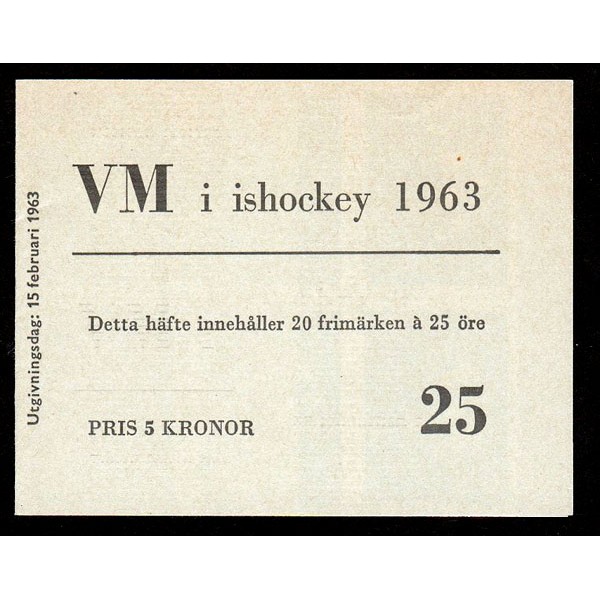 VM i ishockey 1963
Detta häfte innehåller 20 frimärken à 25 öre
PRIS 5 KRONOR
25
Utgivningsdag: 15 februari 1963